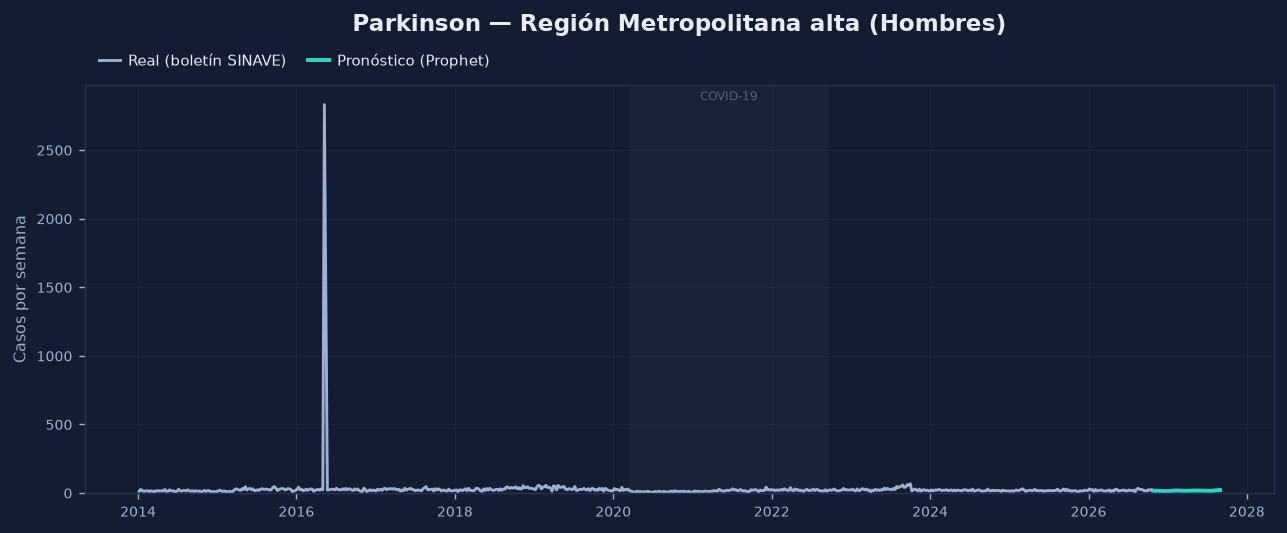 Parkinson — Región Metropolitana alta (Hombres)
Real (boletín SINAVE)
Pronóstico (Prophet)
COVID-19
Casos por semana
2500
2000
1500
1000
500
0
2014
2016
2018
2020
2022
2024
2026
2028